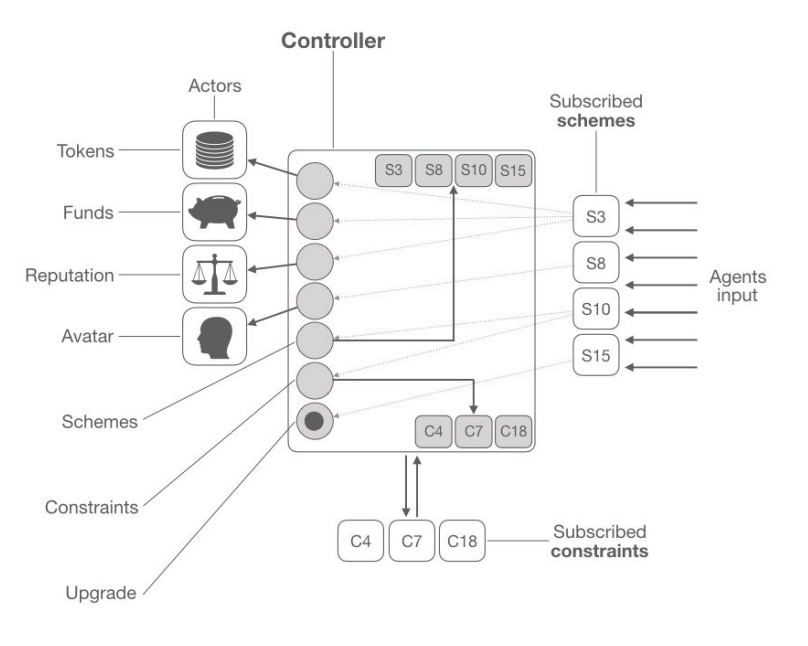 Controller
Actors
Subscribed
schemes
Tokens
S3 S8 S10 S15
Funds
S3
Reputation
S8
Agents
input
Avatar
S10
S15
Schemes
C4 C7 C18
Constraints
C4 C7 C18
Subscribed
constraints
Upgrade